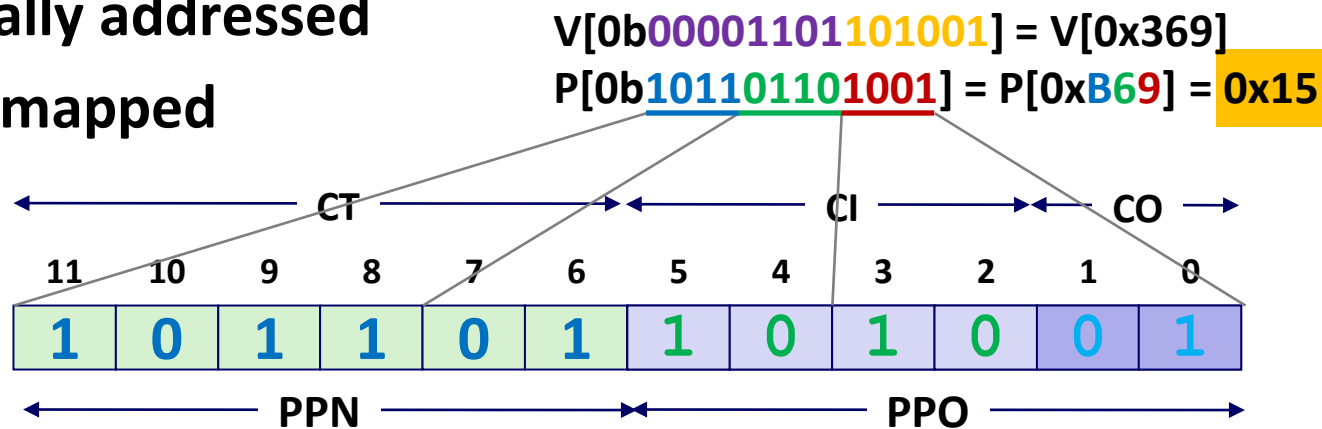 ally addressed
mapped
V[0b00001101101001] = V[0x369]
P[0b101101101001] = P[0xB69] = 0x15
CT CI CO
11 10 9 8 7 6 5 4 3 2 1 0
1 0 1 1 0 1 1 0 1 0 0 1
PPN PPO